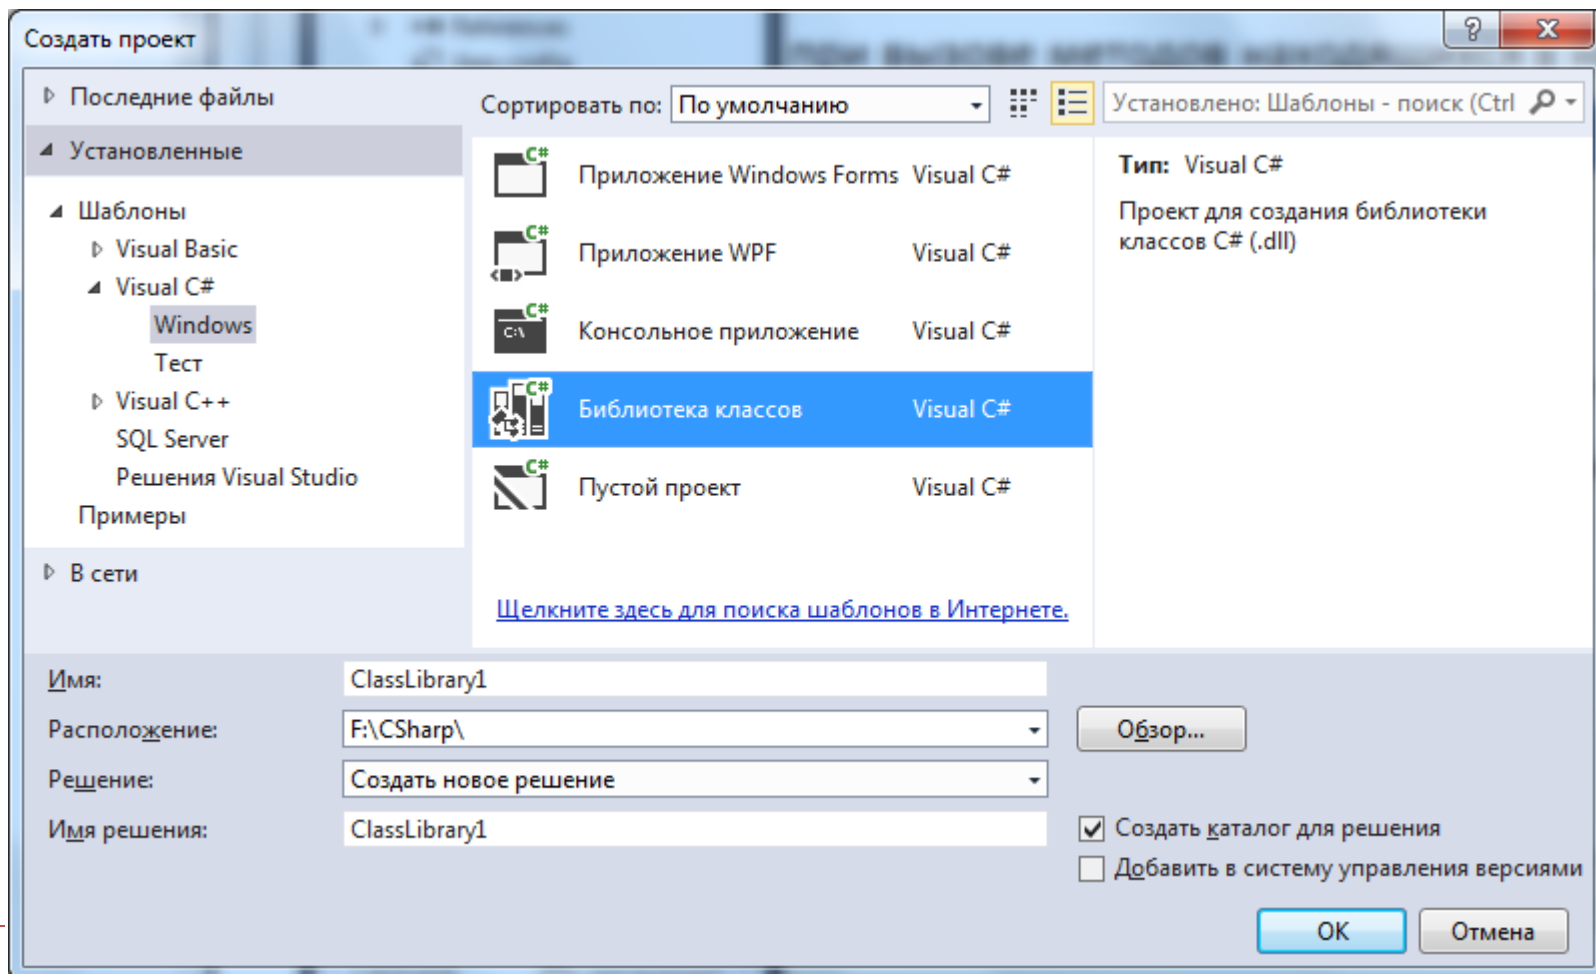 при вызове методов находящихся в
Создать проект
Последние файлы
Сортировать по: По умолчанию
Установлено: Шаблоны - поиск (Ctrl
Установленные
Шаблоны
Visual Basic
Visual C#
Windows
Тест
Visual C++
SQL Server
Решения Visual Studio
Примеры
В сети
C#
Приложение Windows Forms Visual C#
C#
Приложение WPF Visual C#
C#
C:\
Консольное приложение Visual C#
C#
Библиотека классов Visual C#
C#
Пустой проект Visual C#
Щелкните здесь для поиска шаблонов в Интернете.
Тип: Visual C#
Проект для создания библиотеки
классов C# (.dll)
Имя: ClassLibrary1
Расположение: F:\CSharp\
Обзор...
Решение: Создать новое решение
Имя решения: ClassLibrary1
Создать каталог для решения
Добавить в систему управления версиями
OK
Отмена